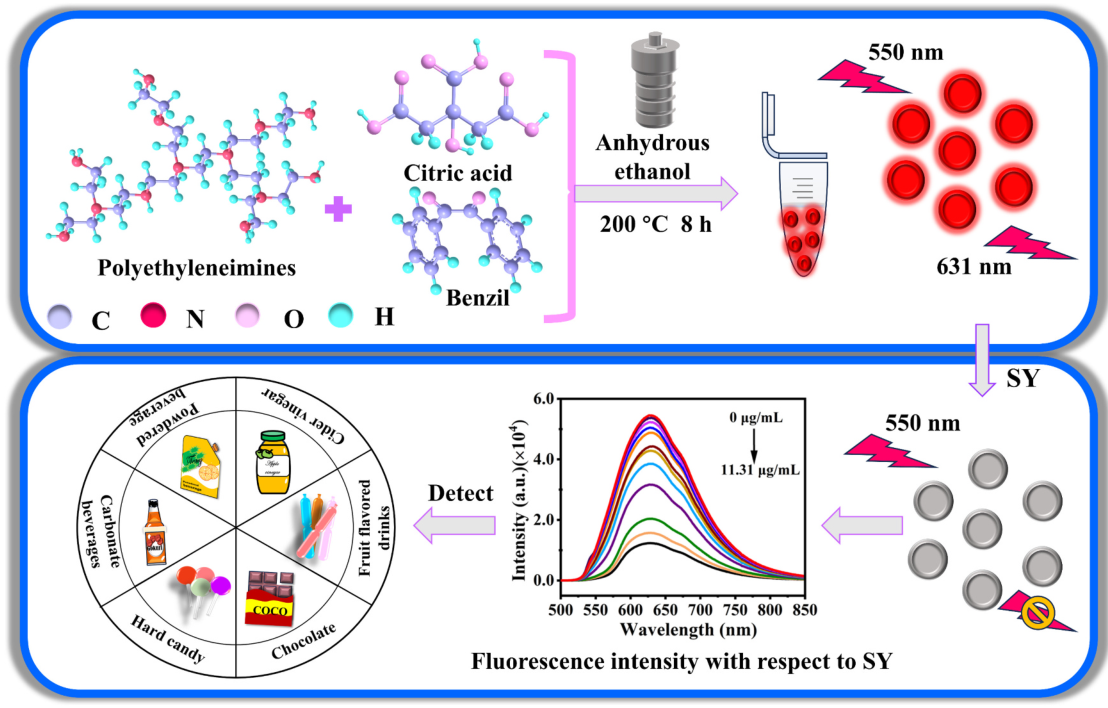 550 nm
Anhydrous
ethanol
Citric acid
200 °C 8 h
Polyethyleneimines
631 nm
Benzil
C N O H
SY
550 nm
Powdered
beverage
Cider vinegar
Carbonate
beverages
Fruit flavored
drinks
Hard candy
Chocolate
Apple
COCO
Detect
6.0
4.0
2.0
0.0
Intensity (a.u.)(×10⁴)
0 μg/mL
11.31 μg/mL
500 550 600 650 700 750 800 850
Wavelength (nm)
Fluorescence intensity with respect to SY